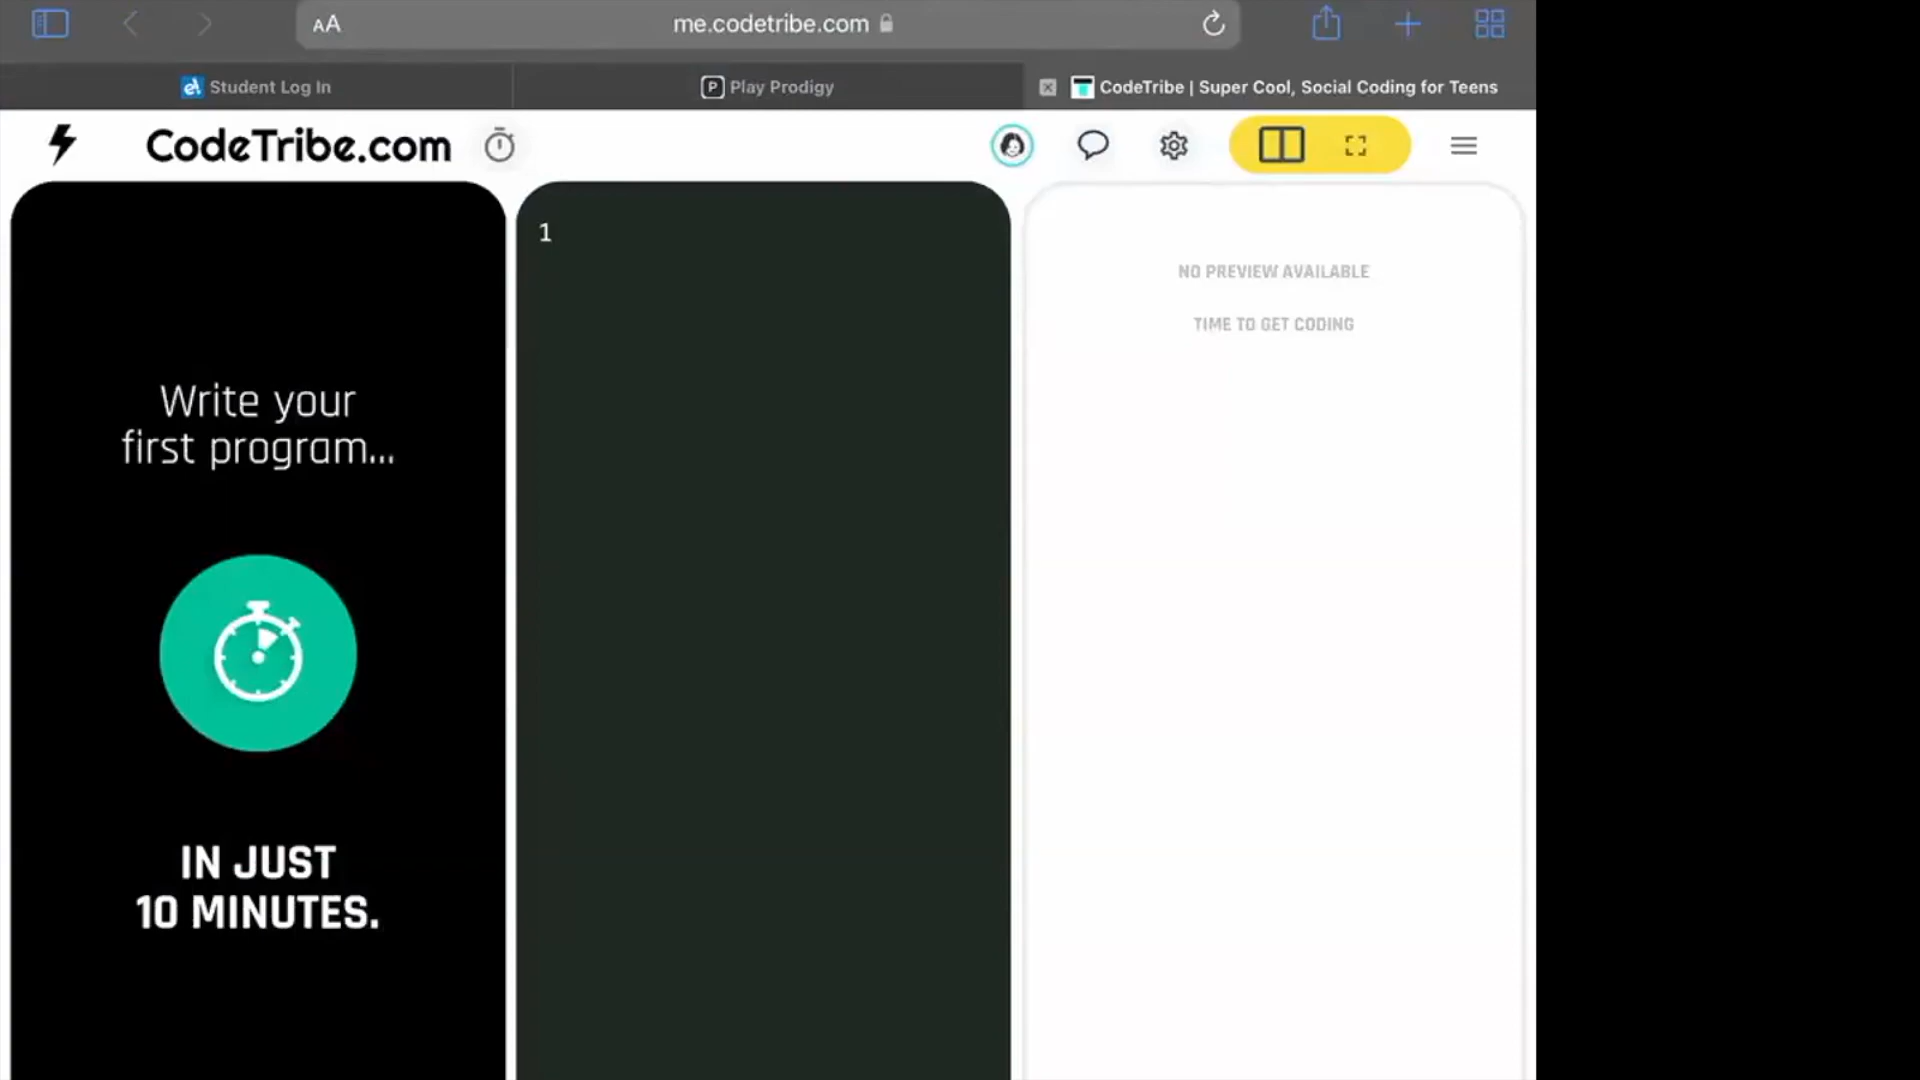 AA
me.codetribe.com
Student Log In
P Play Prodigy
CodeTribe | Super Cool, Social Coding for Teens
CodeTribe.com
Write your
first program...
IN JUST
10 MINUTES.
1
NO PREVIEW AVAILABLE
TIME TO GET CODING